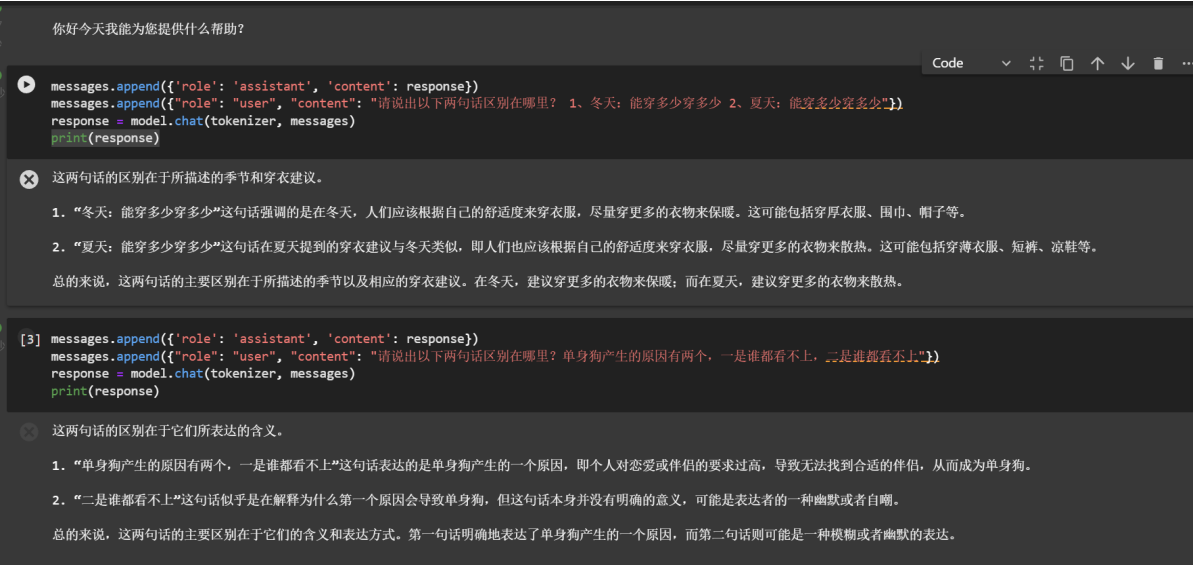 你好今天我能为您提供什么帮助?
Code
messages.append({'role': 'assistant', 'content': response})
messages.append({"role": "user", "content": "请说出以下两句话区别在哪里? 1、冬天: 能穿多少穿多少 2、夏天: 能穿多少穿多少"})
response = model.chat(tokenizer, messages)
print(response)
这两句话的区别在于所描述的季节和穿衣建议。
1. “冬天: 能穿多少穿多少”这句话强调的是在冬天, 人们应该根据自己的舒适度来穿衣服, 尽量穿更多的衣物来保暖。这可能包括穿厚衣服、围巾、帽子等。
2. “夏天: 能穿多少穿多少”这句话在夏天提到的穿衣建议与冬天类似, 即人们也应该根据自己的舒适度来穿衣服, 尽量穿更多的衣物来散热。这可能包括穿薄衣服、短裤、凉鞋等。
总的来说, 这两句话的主要区别在于所描述的季节以及相应的穿衣建议。在冬天, 建议穿更多的衣物来保暖; 而在夏天, 建议穿更多的衣物来散热。
[3] messages.append({'role': 'assistant', 'content': response})
messages.append({"role": "user", "content": "请说出以下两句话区别在哪里? 单身狗产生的原因有两个, 一是谁都看不上, 二是谁都看不上"})
response = model.chat(tokenizer, messages)
print(response)
这两句话的区别在于它们所表达的含义。
1. “单身狗产生的原因有两个, 一是谁都看不上”这句话表达的是单身狗产生的一个原因, 即个人对恋爱或伴侣的要求过高, 导致无法找到合适的伴侣, 从而成为单身狗。
2. “二是谁都看不上”这句话似乎是在解释为什么第一个原因会导致单身狗, 但这句话本身并没有明确的意义, 可能是表达者的一种幽默或者自嘲。
总的来说, 这两句话的主要区别在于它们的含义和表达方式。第一句话明确地表达了单身狗产生的一个原因, 而第二句话则可能是一种模糊或者幽默的表达。